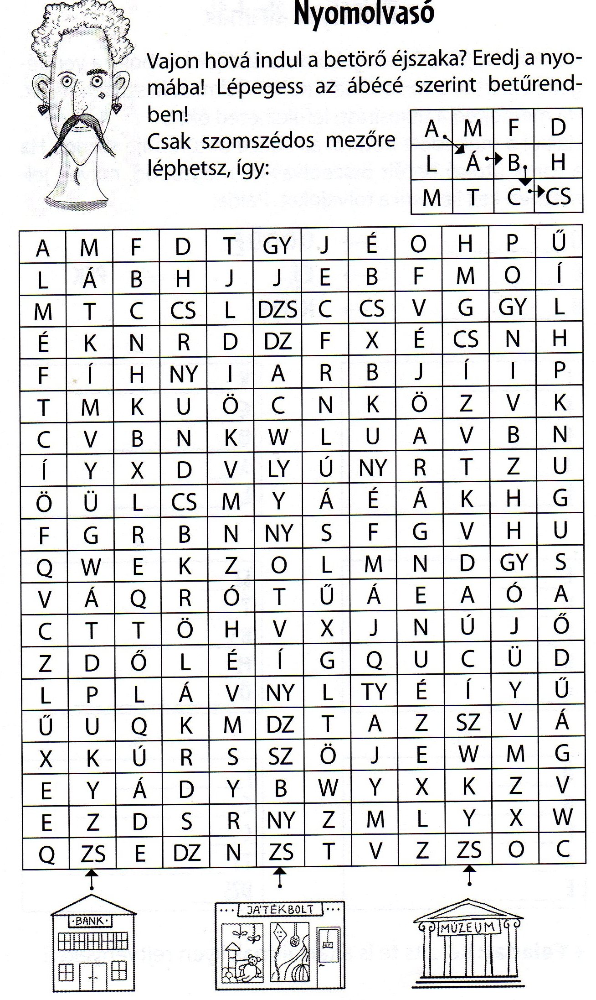 Nyomolvasó
Vajon hová indul a betörő éjszaka? Eredj a nyo-
mába! Lépegess az ábécé szerint betűrend-
ben!
Csak szomszédos mezőre
léphetsz, így:
A M F D
L Á B H
M T C CS
A M F D T GY J É O H P Ű
L Á B H J J E B F M O Í
M T C CS L DZS C CS V G GY L
É K N R D DZ F X É CS N H
F Í H NY I A R B J Í I P
T M K U Ö C N K Ö Z V K
C V B N K W L U A V B N
Í Y X D V LY Ú NY R T Z U
Ö Ü L CS M Y Á É Á K H G
F G R B N NY S F G V H U
Q W E K Z O L M N D GY S
V Á Q R Ó T Ű Á E A Ó A
C T T Ö H V X J N Ú J Ő
Z D Ő L É Í G Q U C Ü D
L P L Á V NY L TY É Í Y Ű
Ű U Q K M DZ T A Z SZ V Á
X K Ú R S SZ Ö J E W M G
E Y Á D Y B W Y X K Z V
E Z D S R NY Z M L Y X W
Q ZS E DZ N ZS T V Z ZS O C
·BANK·
··· JÁTÉKBOLT ···
MÚZEUM